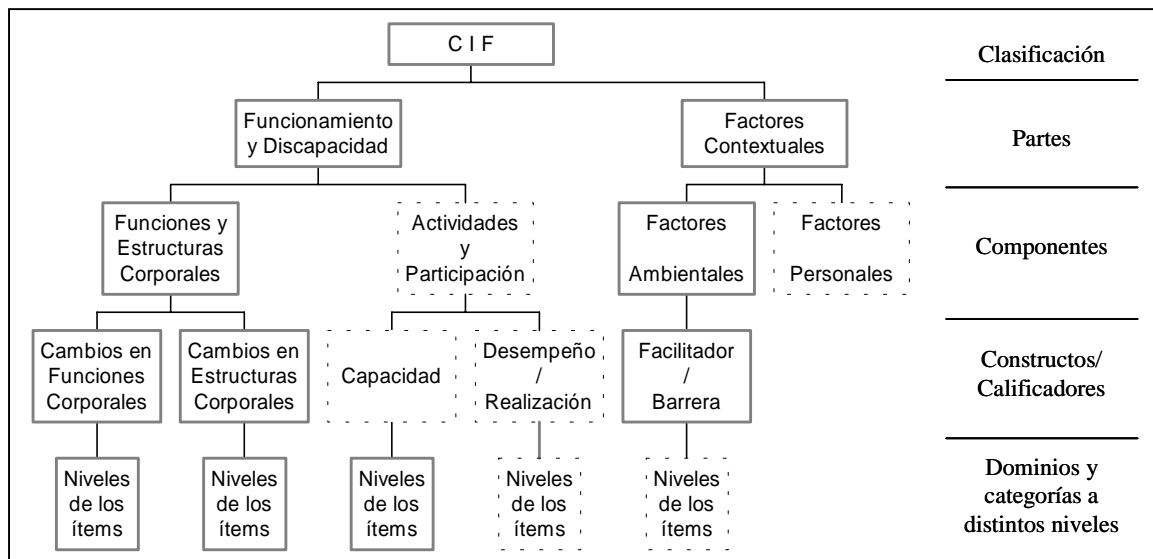 C I F
Clasificación
Funcionamiento
y Discapacidad
Factores
Contextuales
Partes
Funciones y
Estructuras
Corporales
Actividades
y
Participación
Factores
Ambientales
Factores
Personales
Componentes
Cambios en
Funciones
Corporales
Cambios en
Estructuras
Corporales
Capacidad
Desempeño
/
Realización
Facilitador
/
Barrera
Constructos/
Calificadores
Niveles
de los
ítems
Niveles
de los
ítems
Niveles
de los
ítems
Niveles
de los
ítems
Niveles
de los
ítems
Dominios y
categorías a
distintos niveles